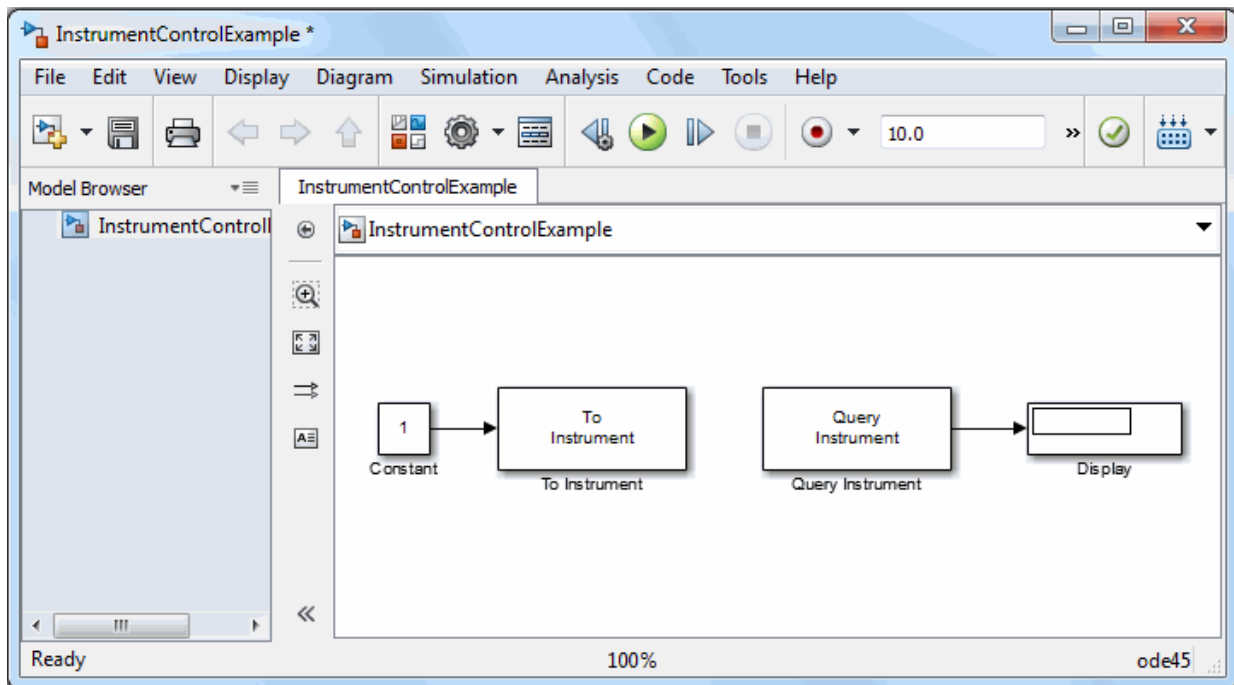 InstrumentControlExample *
File Edit View Display Diagram Simulation Analysis Code Tools Help
10.0 »
Model Browser
InstrumentControlExample
InstrumentControll
InstrumentControlExample
1
Constant
To
Instrument
To Instrument
Query
Instrument
Query Instrument
Display
Ready 100% ode45